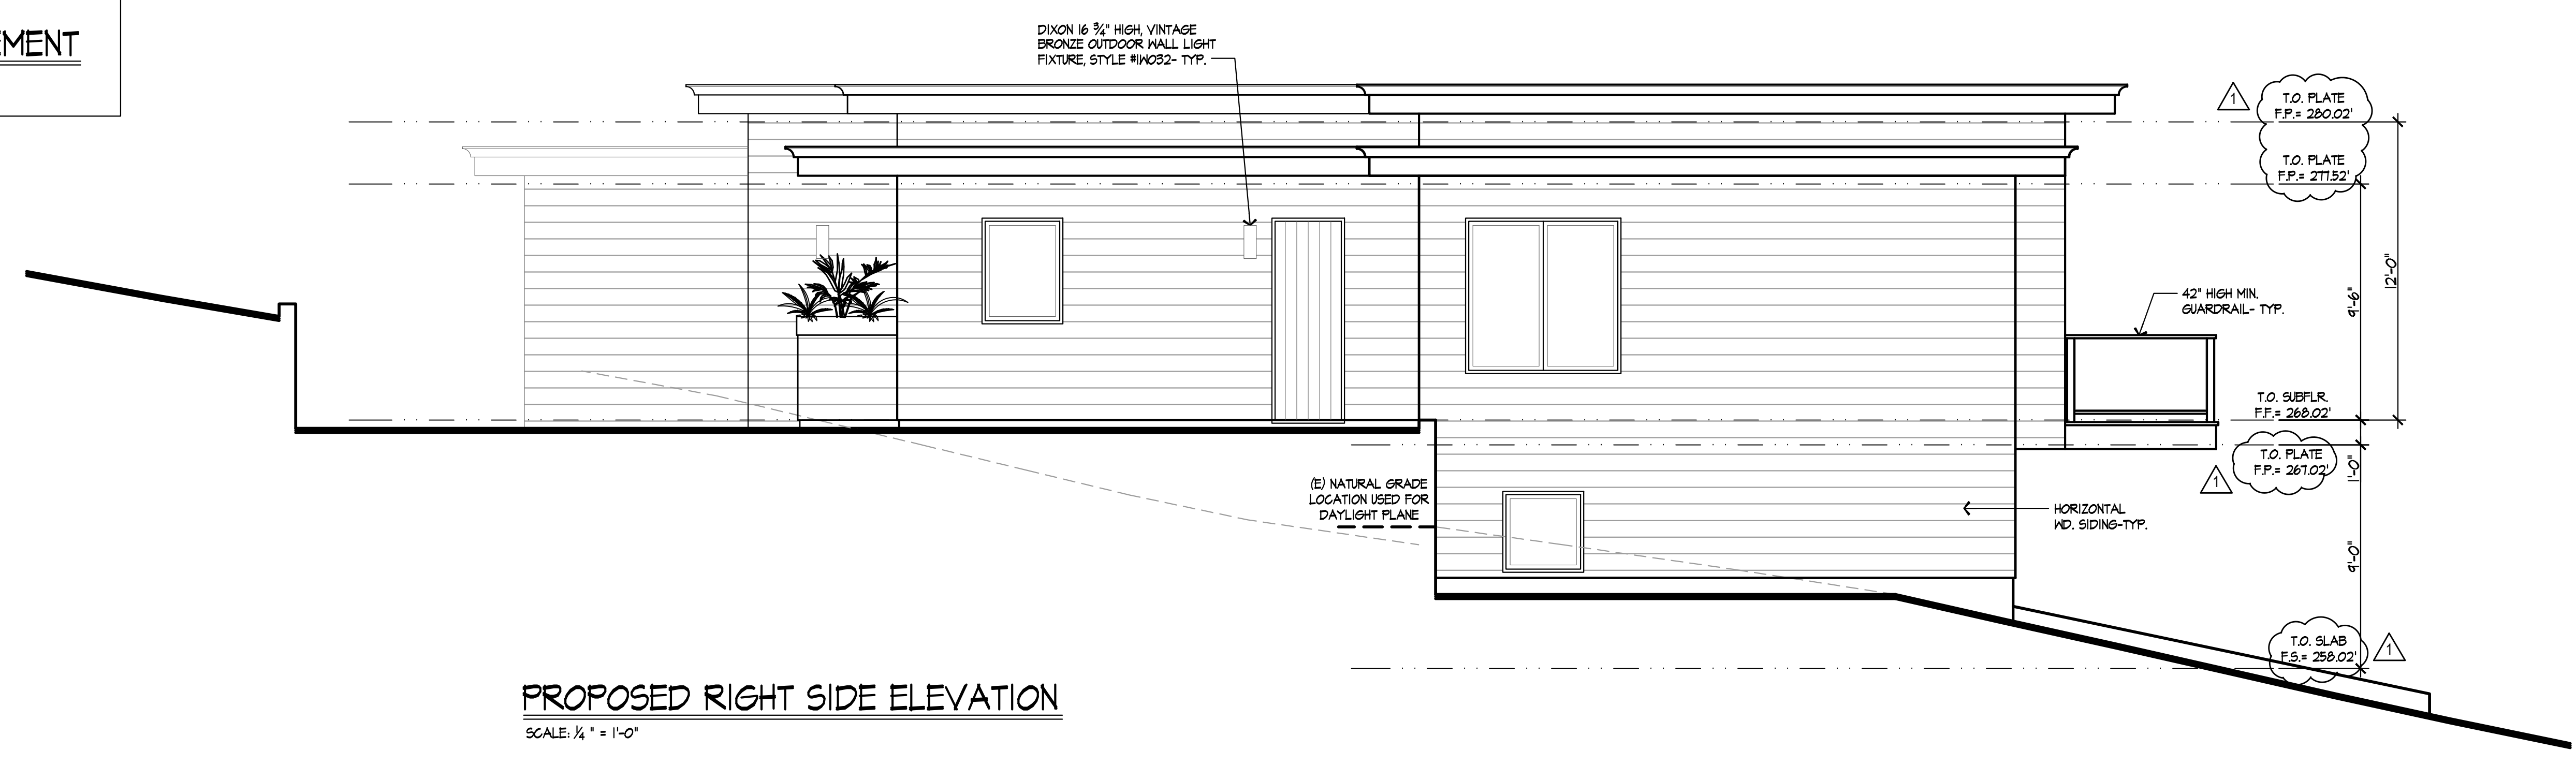 EMENT
DIXON 16 ¾" HIGH, VINTAGE
BRONZE OUTDOOR WALL LIGHT
FIXTURE, STYLE #1W032- TYP.
1
T.O. PLATE
F.P.= 280.02'
T.O. PLATE
F.P.= 277.52'
12'-0"
9'-6"
42" HIGH MIN.
GUARDRAIL- TYP.
T.O. SUBFLR.
F.F.= 268.02'
T.O. PLATE
F.P.= 267.02'
1
1'-0"
(E) NATURAL GRADE
LOCATION USED FOR
DAYLIGHT PLANE
HORIZONTAL
WD. SIDING-TYP.
9'-0"
T.O. SLAB
F.S.= 258.02'
1
PROPOSED RIGHT SIDE ELEVATION
SCALE: ¼ " = 1'-0"